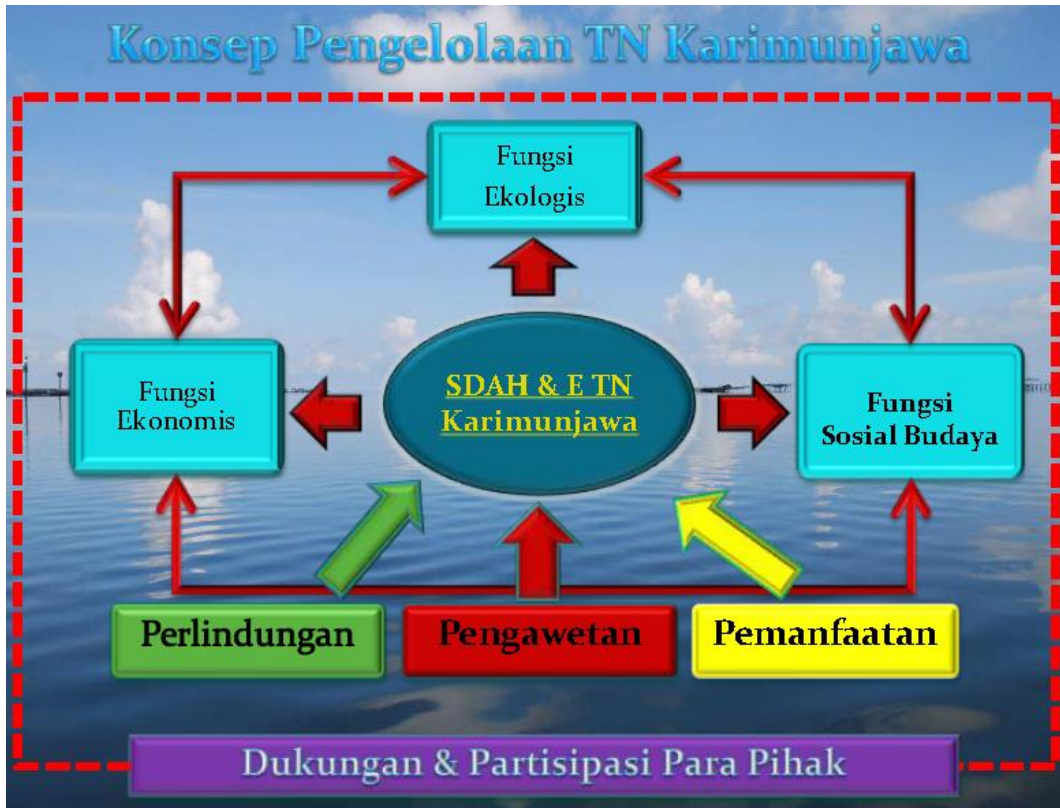 Konsep Pengelolaan TN Karimunjawa
Fungsi
Ekologis
Fungsi
Ekonomis
SDAH & E TN
Karimunjawa
Fungsi
Sosial Budaya
Perlindungan
Pengawetan
Pemanfaatan
Dukungan & Partisipasi Para Pihak